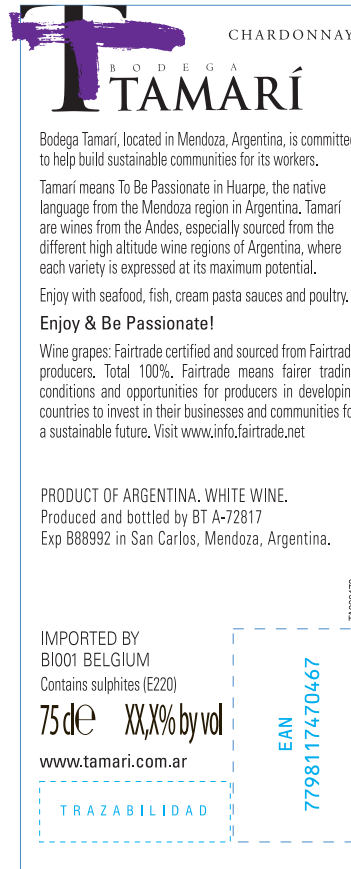 CHARDONNAY
BODEGA
TAMARÍ
Bodega Tamarí, located in Mendoza, Argentina, is committe
to help build sustainable communities for its workers.
Tamarí means To Be Passionate in Huarpe, the native
language from the Mendoza region in Argentina. Tamarí
are wines from the Andes, especially sourced from the
different high altitude wine regions of Argentina, where
each variety is expressed at its maximum potential.
Enjoy with seafood, fish, cream pasta sauces and poultry.
Enjoy & Be Passionate!
Wine grapes: Fairtrade certified and sourced from Fairtrad
producers. Total 100%. Fairtrade means fairer tradin
conditions and opportunities for producers in developin
countries to invest in their businesses and communities fo
a sustainable future. Visit www.info.fairtrade.net
PRODUCT OF ARGENTINA. WHITE WINE.
Produced and bottled by BT A-72817
Exp B88992 in San Carlos, Mendoza, Argentina.
IMPORTED BY
BI001 BELGIUM
Contains sulphites (E220)
75 cl℮ XX,X% by vol
www.tamari.com.ar
TRAZABILIDAD
EAN
7798117470467